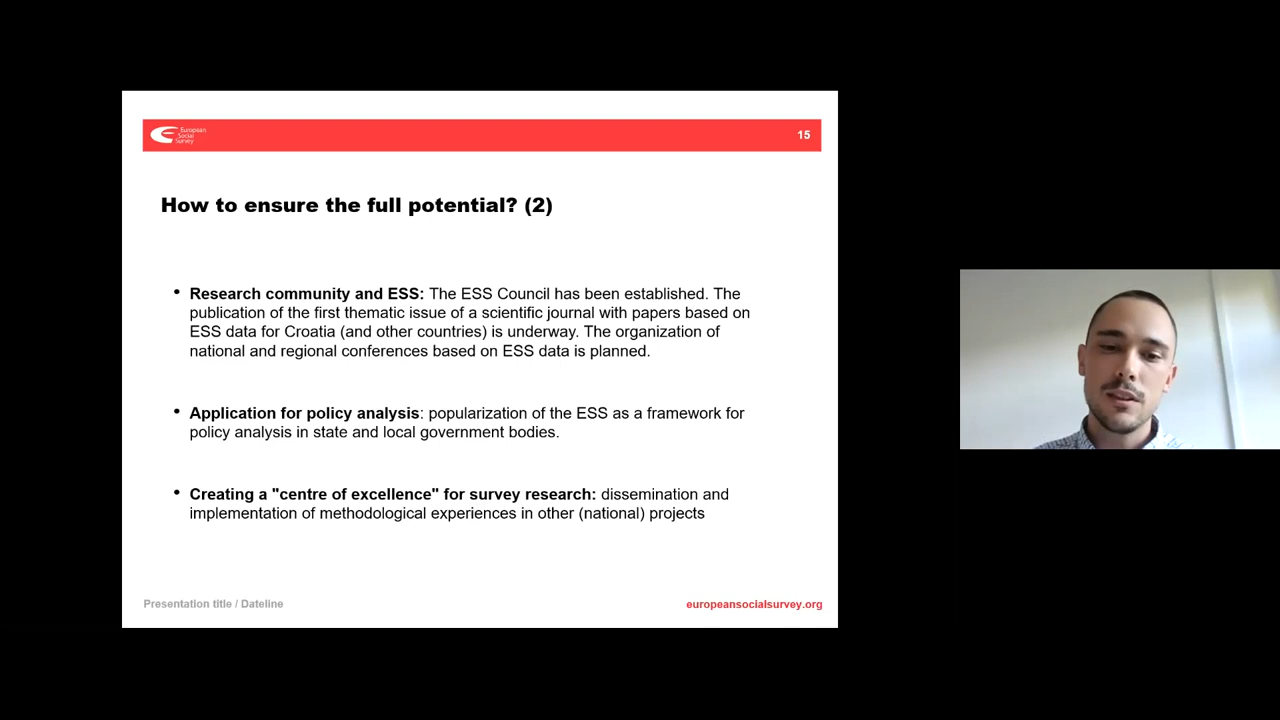 European
Social
Survey
15
How to ensure the full potential? (2)
• Research community and ESS: The ESS Council has been established. The
publication of the first thematic issue of a scientific journal with papers based on
ESS data for Croatia (and other countries) is underway. The organization of
national and regional conferences based on ESS data is planned.
• Application for policy analysis: popularization of the ESS as a framework for
policy analysis in state and local government bodies.
• Creating a "centre of excellence" for survey research: dissemination and
implementation of methodological experiences in other (national) projects
Presentation title / Dateline
europeansocialsurvey.org